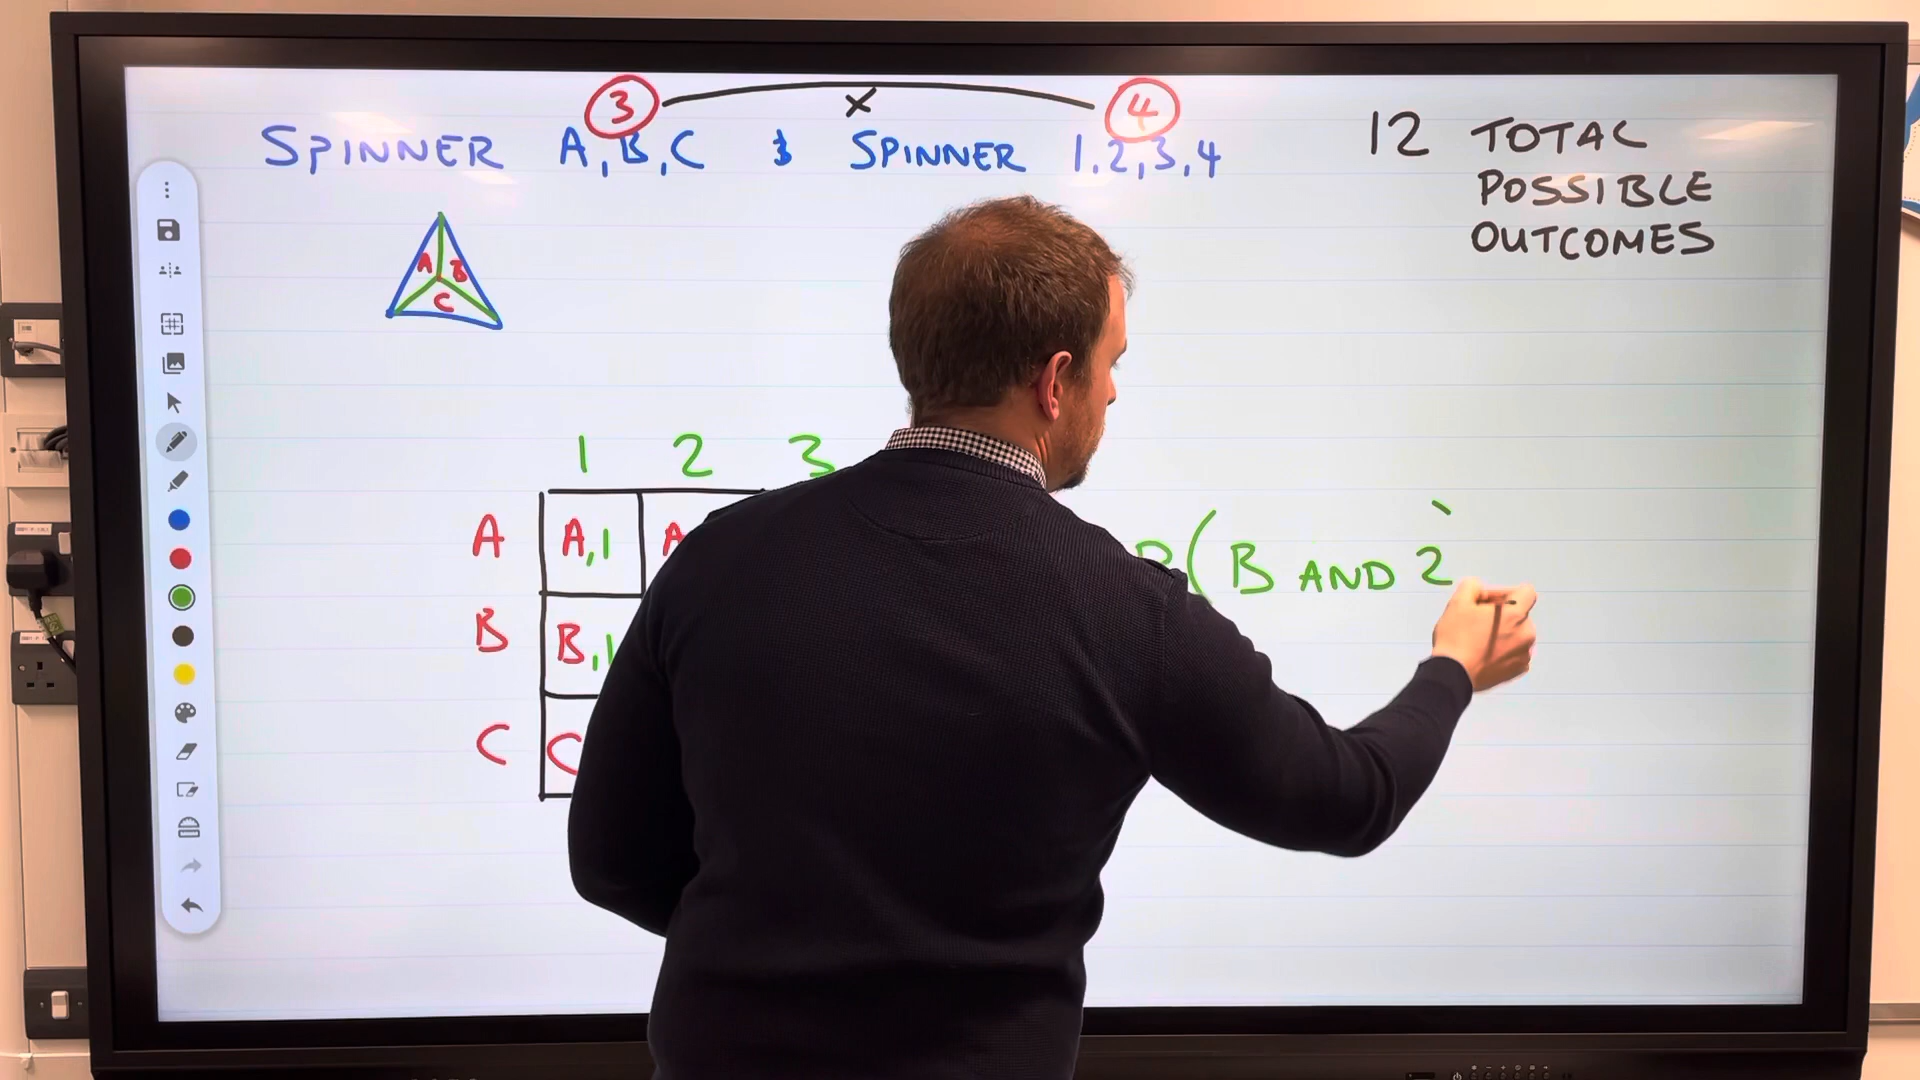 3 × 4
SPINNER A,B,C & SPINNER 1,2,3,4
12 TOTAL
POSSIBLE
OUTCOMES
A B
C
1 2 3
A A,1 A
P(B AND 2
B B,1
C C